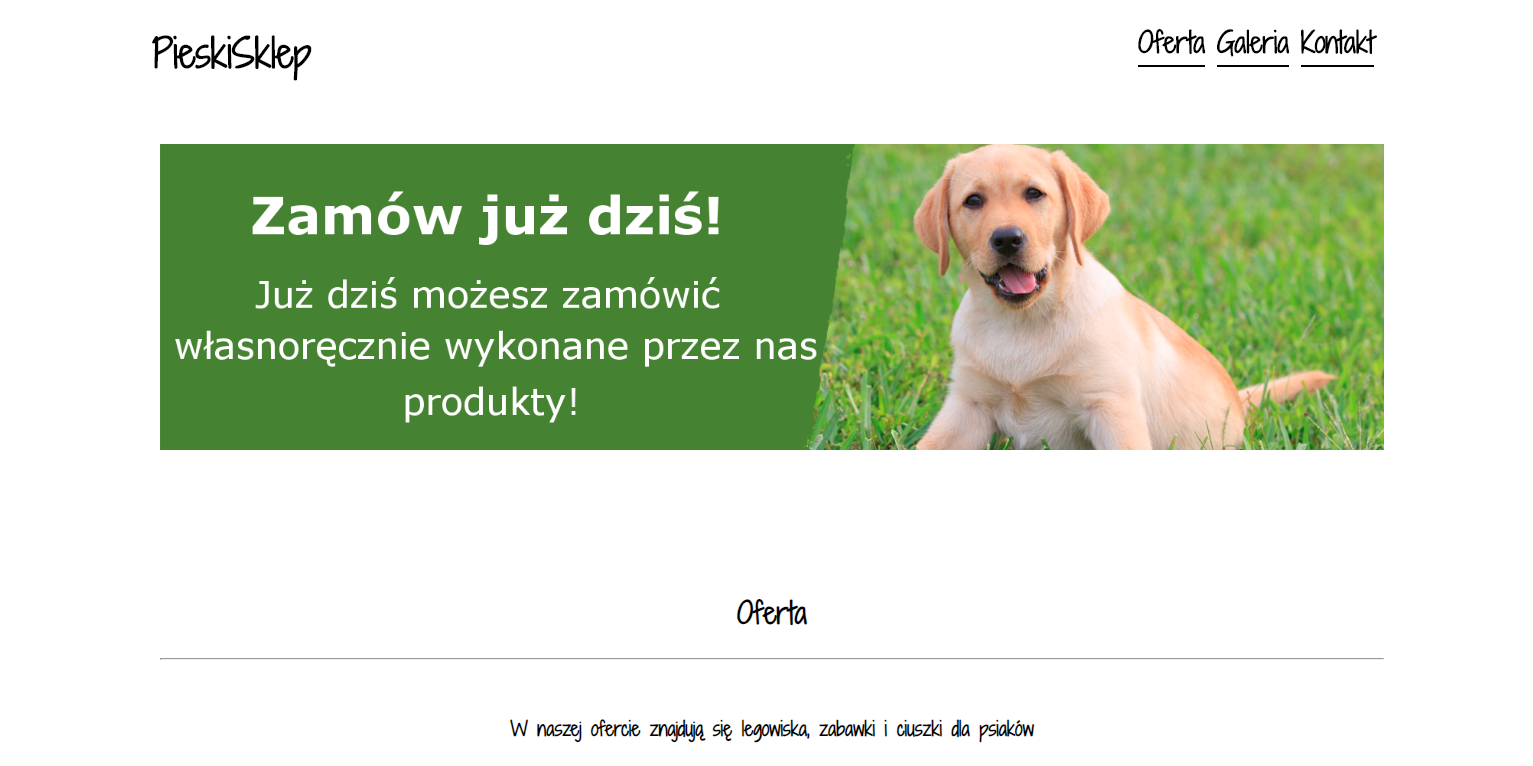 PieskiSklep
Oferta Galeria Kontakt
Zamów już dziś!
Już dziś możesz zamówić
własnoręcznie wykonane przez nas
produkty!
Oferta
W naszej ofercie znajdują się legowiska, zabawki i ciuszki dla psiaków